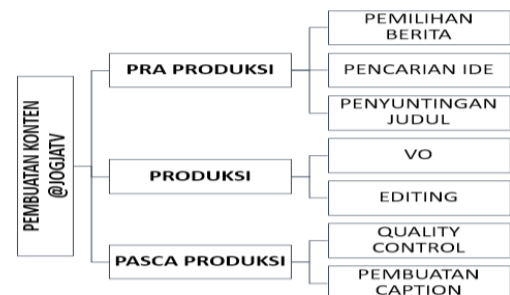 PEMBUATAN KONTEN
@JOGJATV
PRA PRODUKSI
PEMILIHAN
BERITA
PENCARIAN IDE
PENYUNTINGAN
JUDUL
PRODUKSI
VO
EDITING
PASCA PRODUKSI
QUALITY
CONTROL
PEMBUATAN
CAPTION